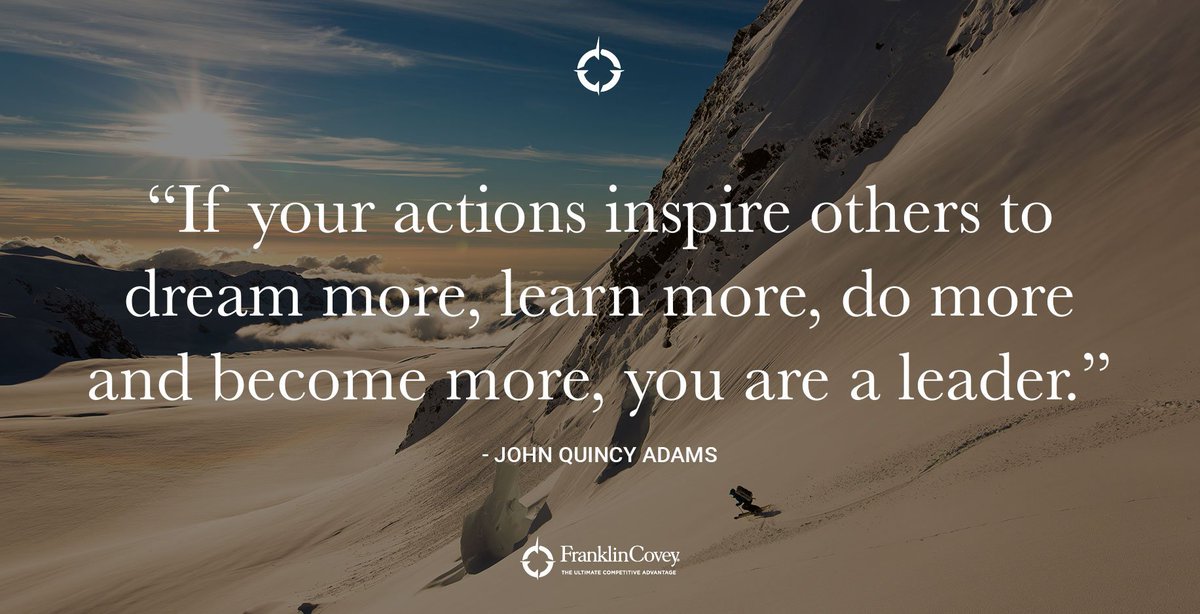 “If your actions inspire others to
dream more, learn more, do more
and become more, you are a leader.”
- JOHN QUINCY ADAMS
FranklinCovey
THE ULTIMATE COMPETITIVE ADVANTAGE